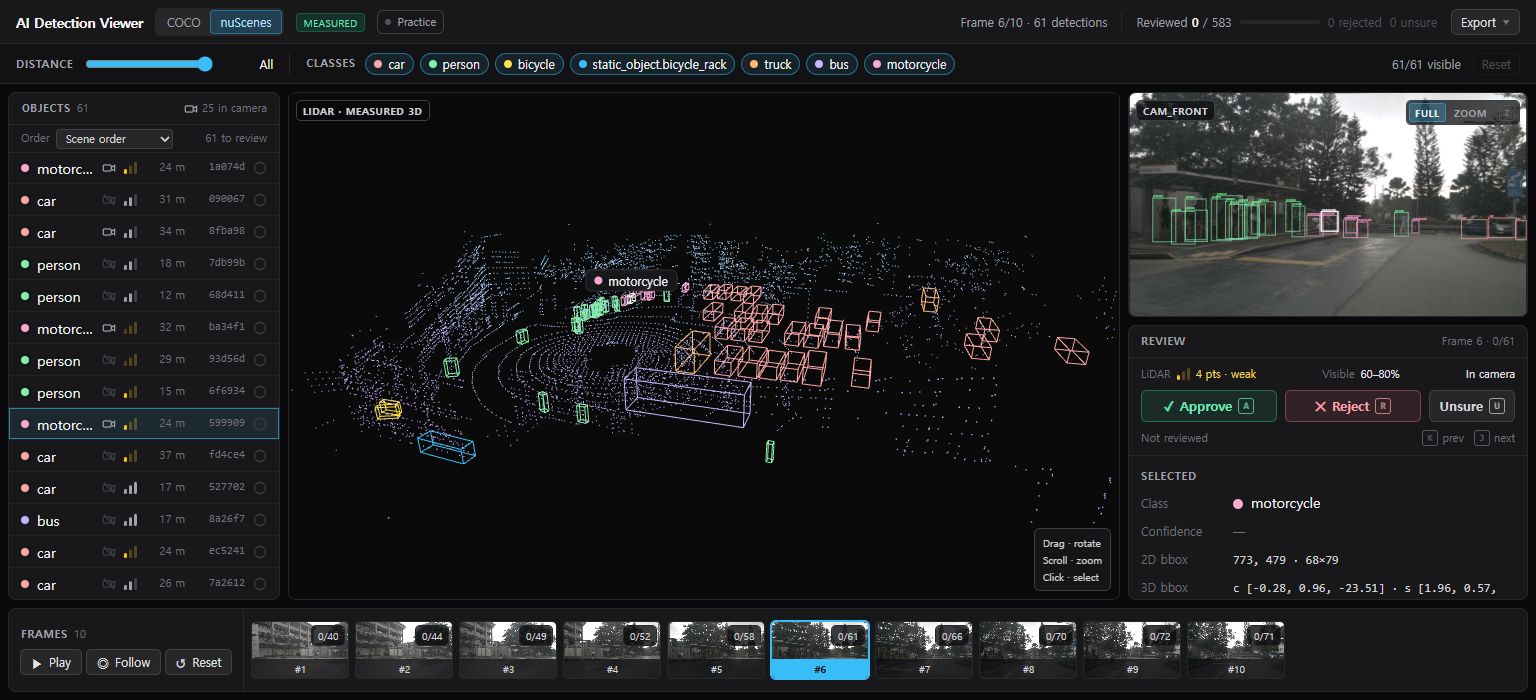 AI Detection Viewer COCO nuScenes MEASURED Practice Frame 6/10 · 61 detections Reviewed 0 / 583 0 rejected 0 unsure Export
DISTANCE All CLASSES car person bicycle static_object.bicycle_rack truck bus motorcycle 61/61 visible Reset
OBJECTS 61 25 in camera
Order Scene order 61 to review
motorc... 24 m 1a074d
car 31 m 090067
car 34 m 8fba98
person 18 m 7db99b
person 12 m 68d411
motorc... 32 m ba34f1
person 29 m 93d56d
person 15 m 6f6934
motorc... 24 m 599909
car 37 m fd4ce4
car 17 m 527702
bus 17 m 8a26f7
car 24 m ec5241
car 26 m 7a2612
LIDAR · MEASURED 3D
motorcycle
Drag · rotate
Scroll · zoom
Click · select
CAM_FRONT FULL ZOOM Z
REVIEW Frame 6 · 0/61
LiDAR 4 pts · weak Visible 60–80% In camera
✓ Approve A ✕ Reject R Unsure U
Not reviewed K prev J next
SELECTED
Class motorcycle
Confidence —
2D bbox 773, 479 · 68×79
3D bbox c [-0.28, 0.96, -23.51] · s [1.96, 0.57,
FRAMES 10
Play Follow Reset
0/40 0/44 0/49 0/52 0/58 0/61 0/66 0/70 0/72 0/71
#1 #2 #3 #4 #5 #6 #7 #8 #9 #10